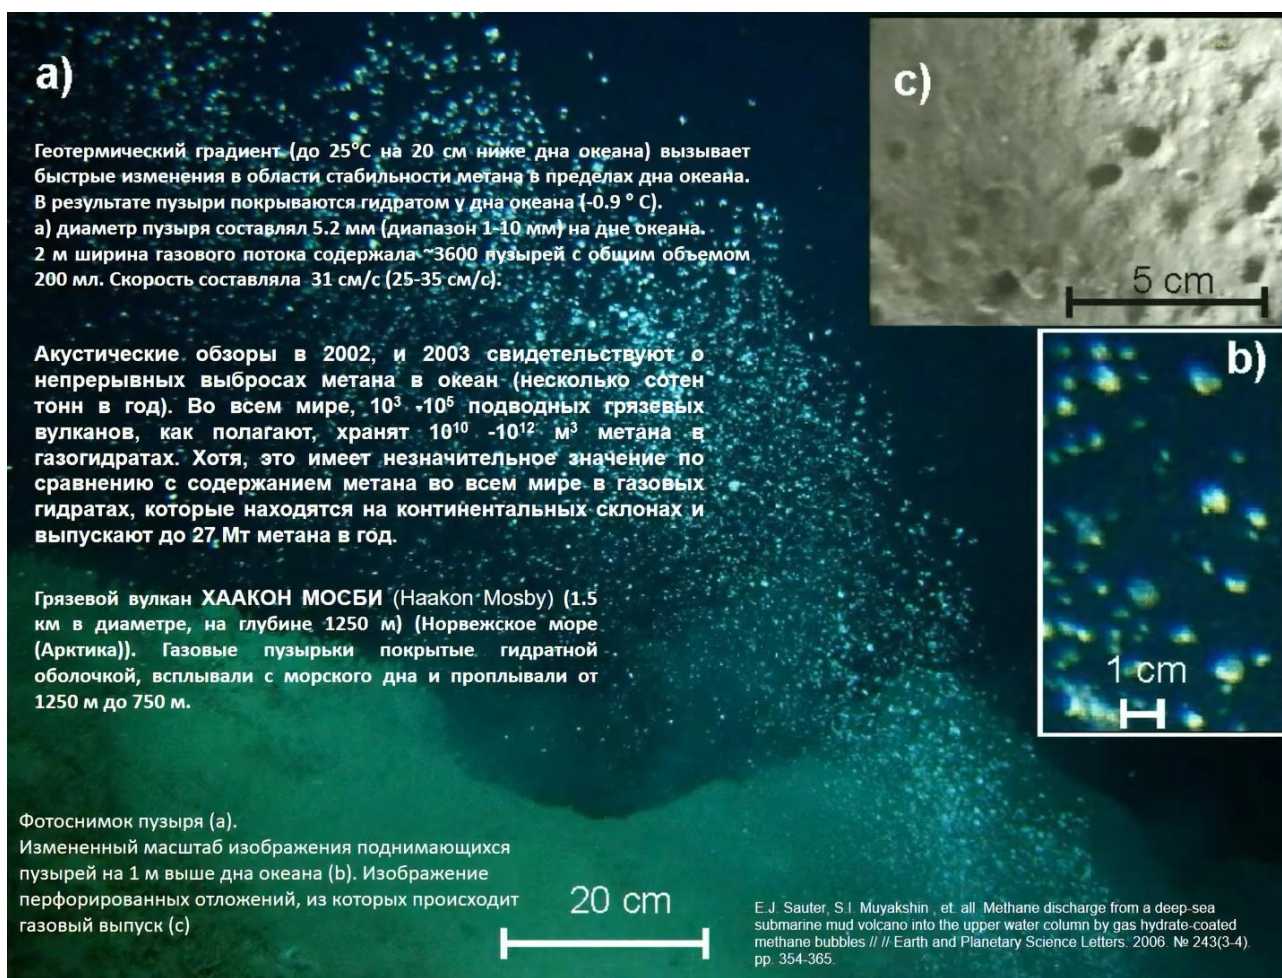 a)
Геотермический градиент (до 25°С на 20 см ниже дна океана) вызывает
быстрые изменения в области стабильности метана в пределах дна океана.
В результате пузыри покрываются гидратом у дна океана (-0.9 ° С).
а) диаметр пузыря составлял 5.2 мм (диапазон 1-10 мм) на дне океана.
2 м ширина газового потока содержала ~3600 пузырей с общим объемом
200 мл. Скорость составляла 31 см/с (25-35 см/с).
Акустические обзоры в 2002, и 2003 свидетельствуют о
непрерывных выбросах метана в океан (несколько сотен
тонн в год). Во всем мире, 10³ -10⁵ подводных грязевых
вулканов, как полагают, хранят 10¹⁰ -10¹² м³ метана в
газогидратах. Хотя, это имеет незначительное значение по
сравнению с содержанием метана во всем мире в газовых
гидратах, которые находятся на континентальных склонах и
выпускают до 27 Мт метана в год.
Грязевой вулкан ХААКОН МОСБИ (Haakon Mosby) (1.5
км в диаметре, на глубине 1250 м) (Норвежское море
(Арктика)). Газовые пузырьки покрытые гидратной
оболочкой, всплывали с морского дна и проплывали от
1250 м до 750 м.
Фотоснимок пузыря (a).
Измененный масштаб изображения поднимающихся
пузырей на 1 м выше дна океана (b). Изображение
перфорированных отложений, из которых происходит
газовый выпуск (c)
20 cm
c)
5 cm
b)
1 cm
E.J. Sauter, S.I. Muyakshin , et. all. Methane discharge from a deep-sea
submarine mud volcano into the upper water column by gas hydrate-coated
methane bubbles // // Earth and Planetary Science Letters. 2006. № 243(3-4).
pp. 354-365.